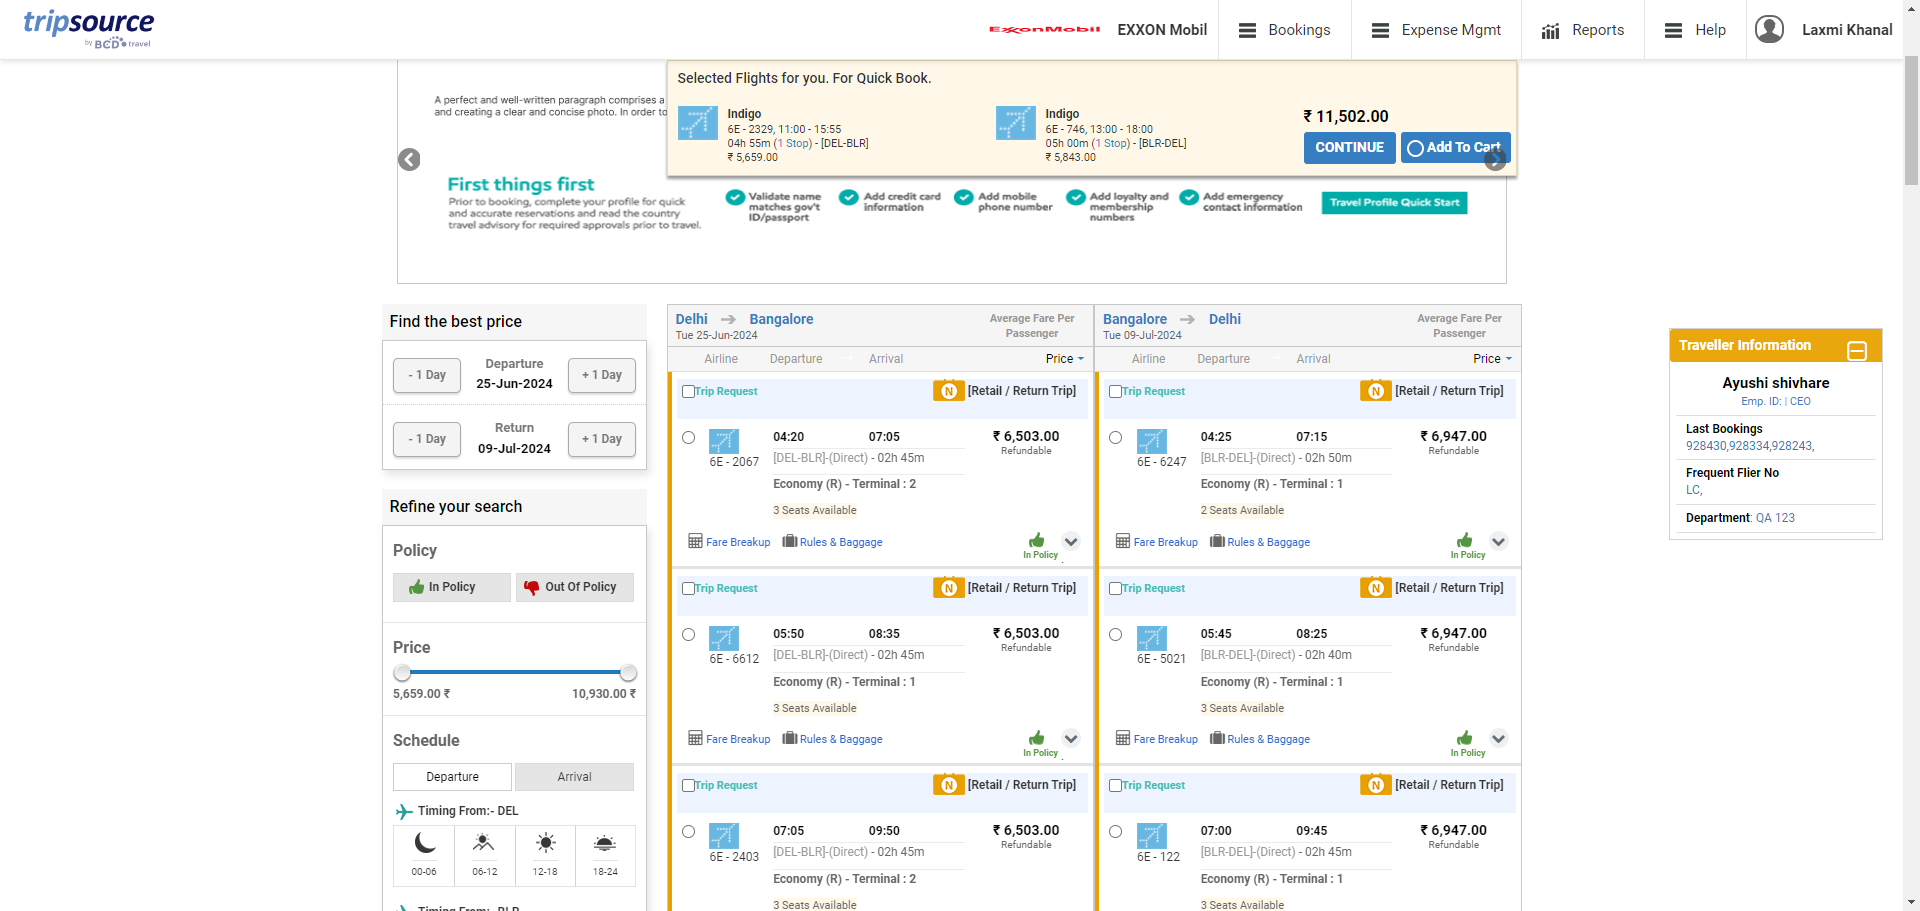 tripsource
by BCD travel
ExxonMobil
EXXON Mobil
Bookings
Expense Mgmt
Reports
Help
Laxmi Khanal
A perfect and well-written paragraph comprises a
and creating a clear and concise photo. In order to
Selected Flights for you. For Quick Book.
Indigo
6E - 2329, 11:00 - 15:55
04h 55m (1 Stop) - [DEL-BLR]
₹ 5,659.00
Indigo
6E - 746, 13:00 - 18:00
05h 00m (1 Stop) - [BLR-DEL]
₹ 5,843.00
₹ 11,502.00
CONTINUE
Add To Cart
First things first
Prior to booking, complete your profile for quick
and accurate reservations and read the country
travel advisory for required approvals prior to travel.
Validate name
matches gov't
ID/passport
Add credit card
information
Add mobile
phone number
Add loyalty and
membership
numbers
Add emergency
contact information
Travel Profile Quick Start
Find the best price
- 1 Day
Departure
25-Jun-2024
+ 1 Day
- 1 Day
Return
09-Jul-2024
+ 1 Day
Refine your search
Policy
In Policy
Out Of Policy
Price
5,659.00 ₹
10,930.00 ₹
Schedule
Departure
Arrival
Timing From:- DEL
00-06
06-12
12-18
18-24
Timing From:- BLR
Delhi
Bangalore
Tue 25-Jun-2024
Average Fare Per
Passenger
Airline
Departure
Arrival
Price
Trip Request
N
[Retail / Return Trip]
6E - 2067
04:20
07:05
[DEL-BLR]-(Direct) - 02h 45m
Economy (R) - Terminal : 2
3 Seats Available
₹ 6,503.00
Refundable
Fare Breakup
Rules & Baggage
In Policy
Trip Request
N
[Retail / Return Trip]
6E - 6612
05:50
08:35
[DEL-BLR]-(Direct) - 02h 45m
Economy (R) - Terminal : 1
3 Seats Available
₹ 6,503.00
Refundable
Fare Breakup
Rules & Baggage
In Policy
Trip Request
N
[Retail / Return Trip]
6E - 2403
07:05
09:50
[DEL-BLR]-(Direct) - 02h 45m
Economy (R) - Terminal : 2
3 Seats Available
₹ 6,503.00
Refundable
Bangalore
Delhi
Tue 09-Jul-2024
Average Fare Per
Passenger
Airline
Departure
Arrival
Price
Trip Request
N
[Retail / Return Trip]
6E - 6247
04:25
07:15
[BLR-DEL]-(Direct) - 02h 50m
Economy (R) - Terminal : 1
2 Seats Available
₹ 6,947.00
Refundable
Fare Breakup
Rules & Baggage
In Policy
Trip Request
N
[Retail / Return Trip]
6E - 5021
05:45
08:25
[BLR-DEL]-(Direct) - 02h 40m
Economy (R) - Terminal : 1
3 Seats Available
₹ 6,947.00
Refundable
Fare Breakup
Rules & Baggage
In Policy
Trip Request
N
[Retail / Return Trip]
6E - 122
07:00
09:45
[BLR-DEL]-(Direct) - 02h 45m
Economy (R) - Terminal : 1
3 Seats Available
₹ 6,947.00
Refundable
Traveller Information
Ayushi shivhare
Emp. ID: | CEO
Last Bookings
928430,928334,928243,
Frequent Flier No
LC,
Department: QA 123